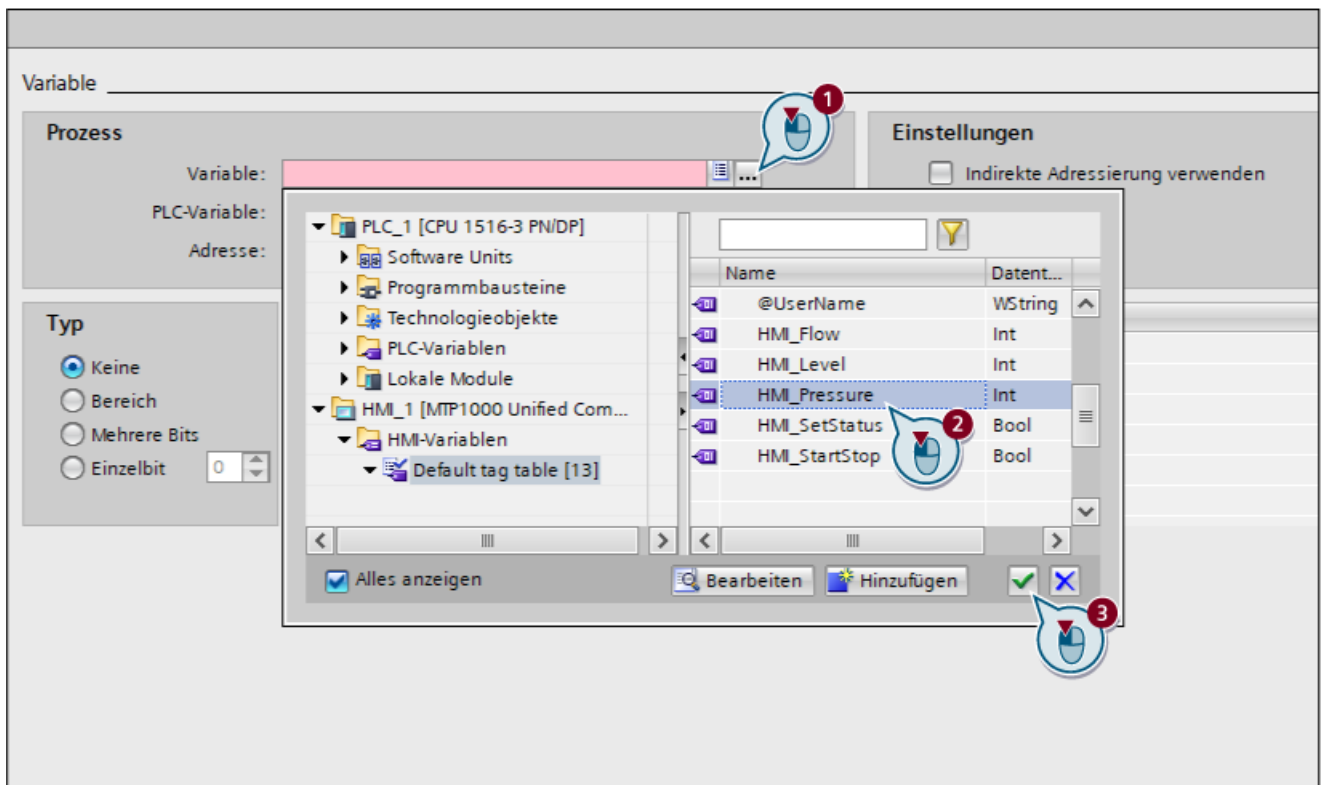 Variable
1
Prozess
Einstellungen
Variable:
...
Indirekte Adressierung verwenden
PLC-Variable:
Adresse:
PLC_1 [CPU 1516-3 PN/DP]
Software Units
Programmbausteine
Technologieobjekte
PLC-Variablen
Lokale Module
HMI_1 [MTP1000 Unified Com...
HMI-Variablen
Default tag table [13]
Name Datent...
@UserName WString
HMI_Flow Int
HMI_Level Int
HMI_Pressure Int
HMI_SetStatus Bool
2
HMI_StartStop Bool
Typ
Keine
Bereich
Mehrere Bits
Einzelbit 0
Alles anzeigen
Bearbeiten
Hinzufügen
3